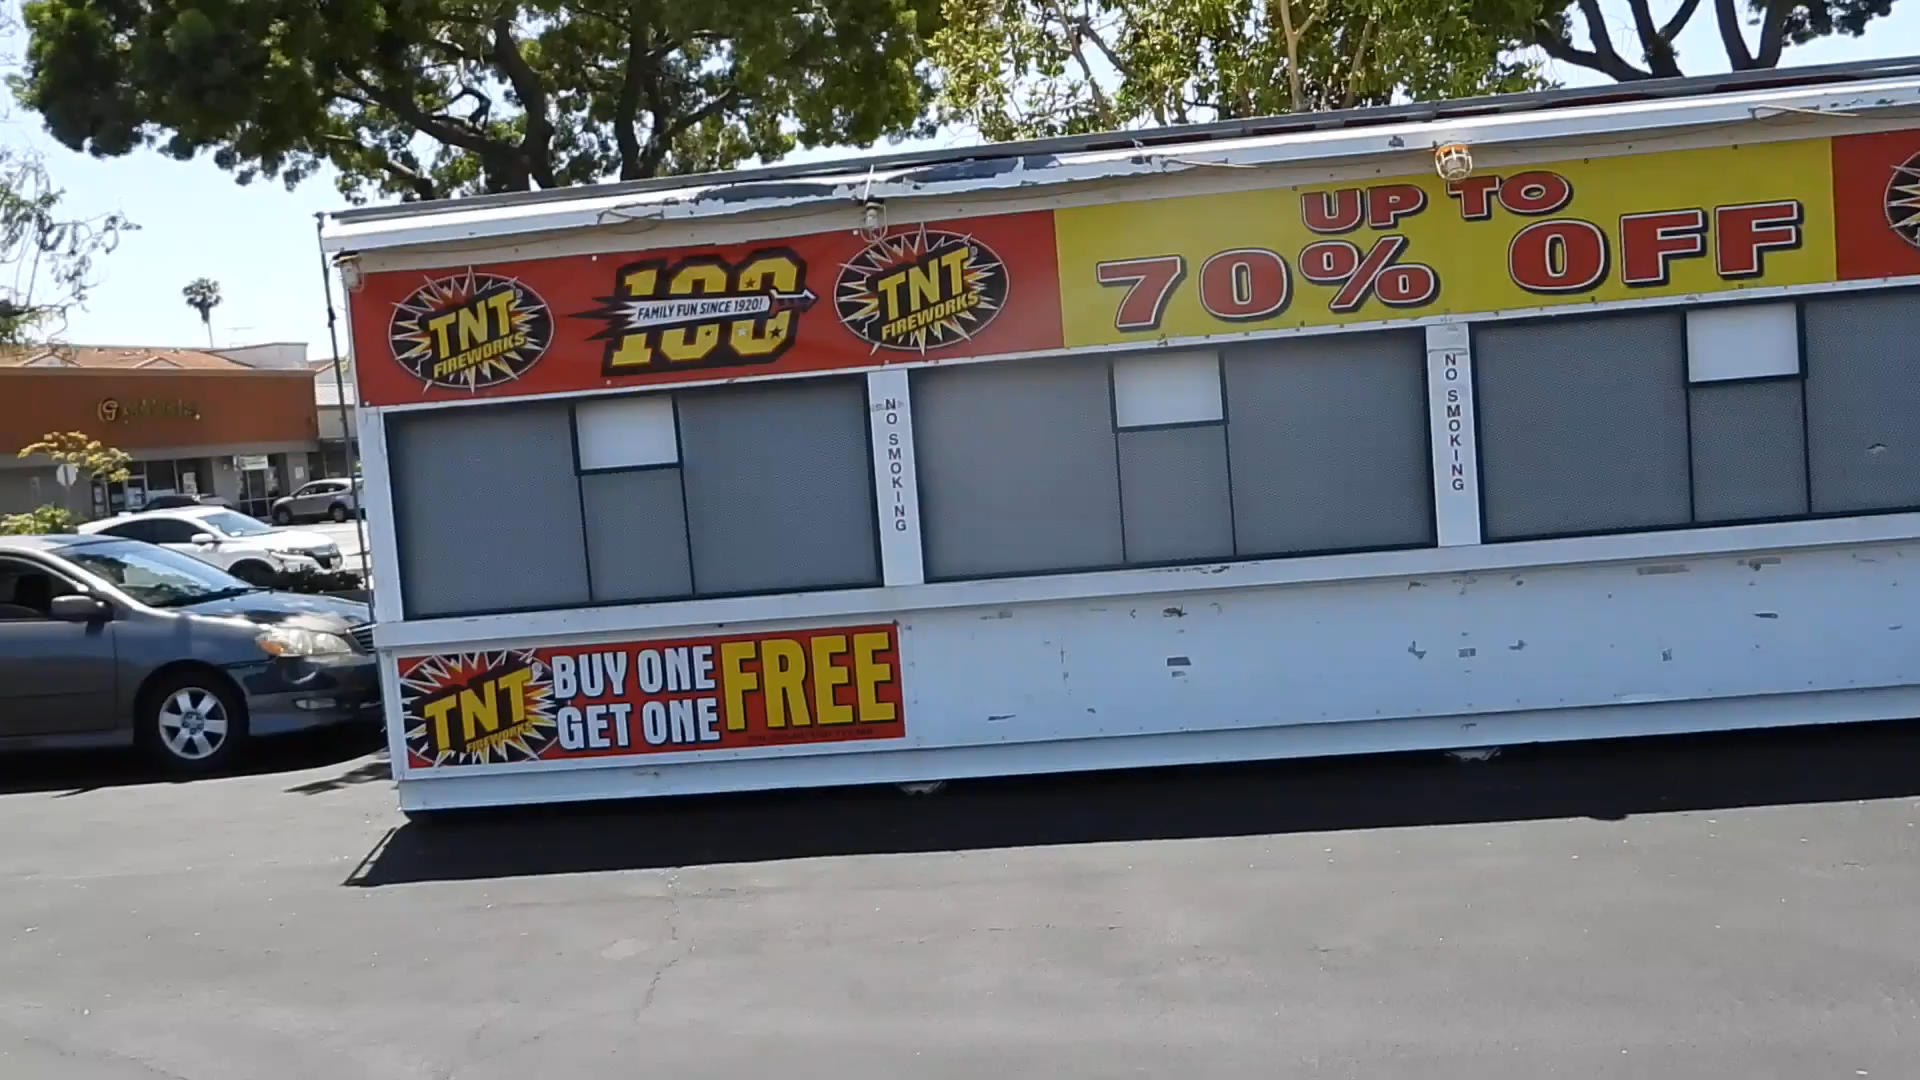 TNT
FIREWORKS
100
FAMILY FUN SINCE 1920!
TNT
FIREWORKS
UP TO
70% OFF
NO SMOKING
NO SMOKING
TNT
FIREWORKS
BUY ONE
GET ONE
FREE